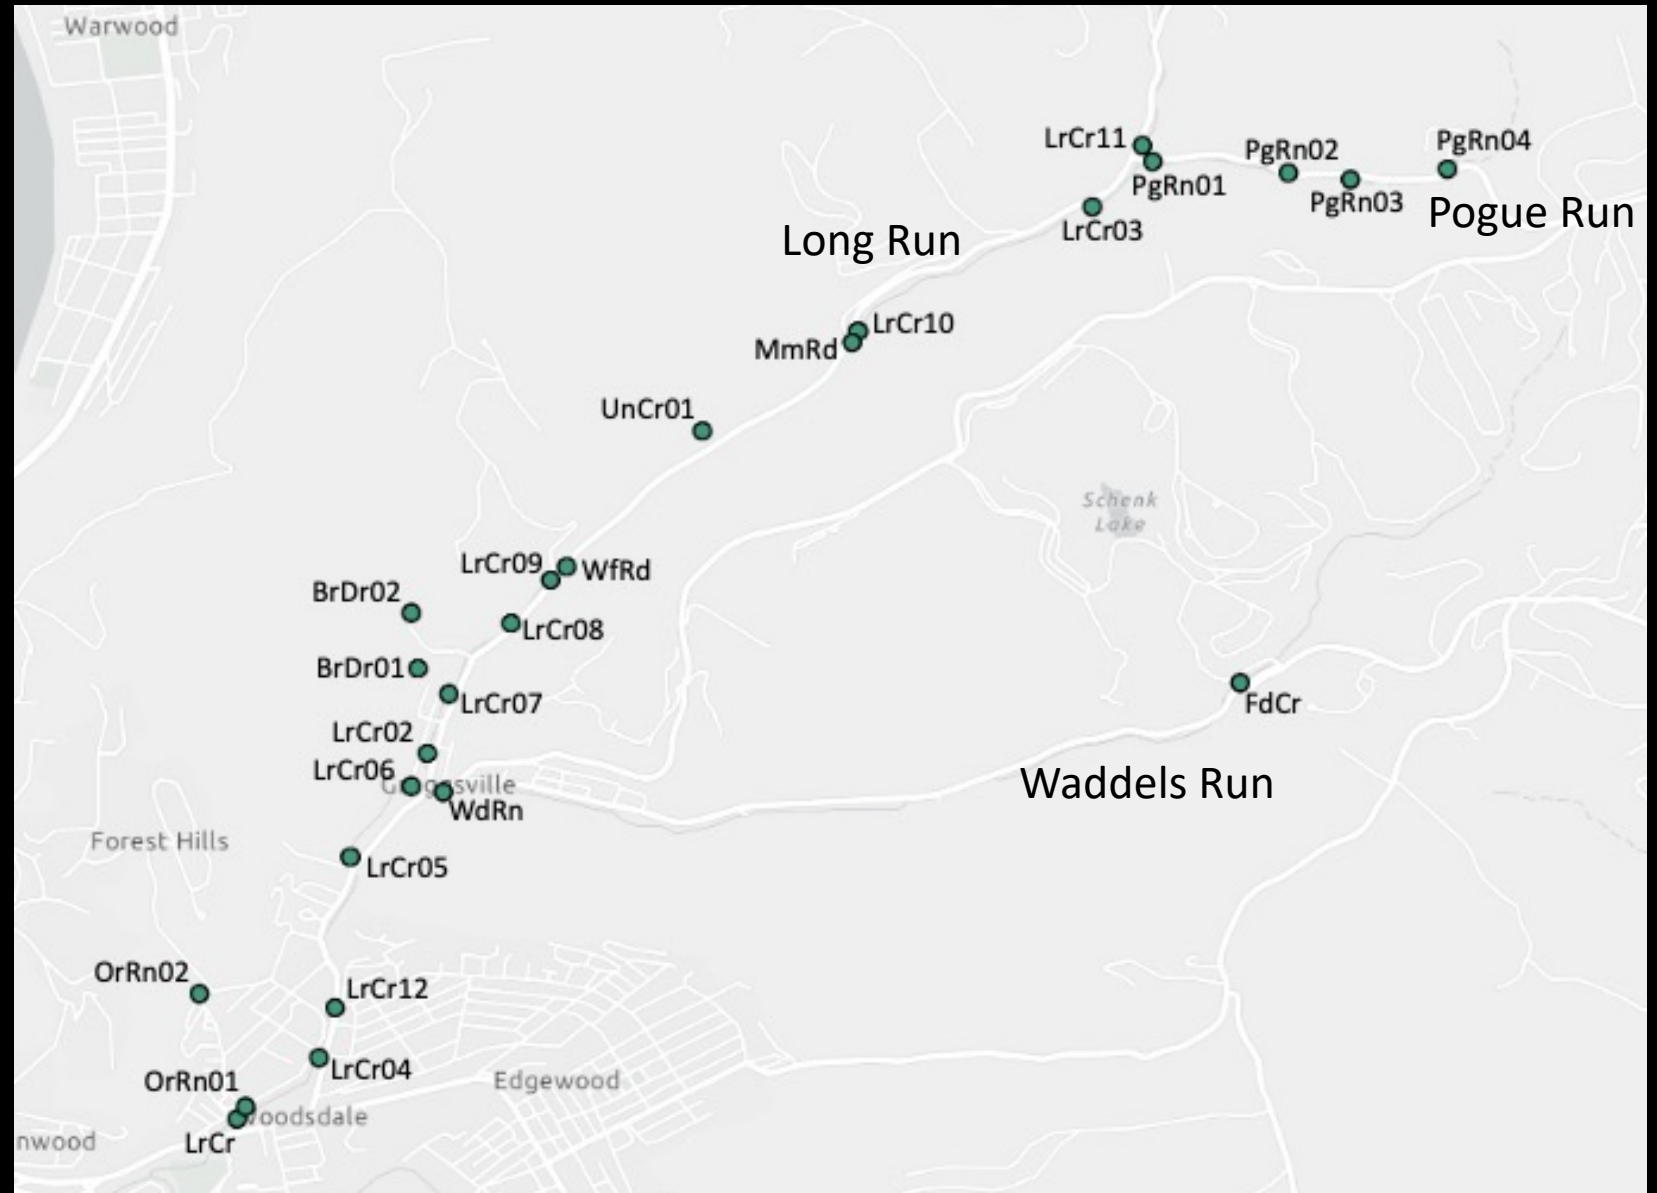 Warwood
LrCr11
PgRn02
PgRn04
PgRn01
PgRn03
Pogue Run
LrCr03
Long Run
LrCr10
MmRd
UnCr01
Schenk
Lake
LrCr09
WfRd
BrDr02
LrCr08
BrDr01
LrCr07
FdCr
LrCr02
LrCr06
WdRn
Waddels Run
Forest Hills
LrCr05
OrRn02
LrCr12
LrCr04
OrRn01
Edgewood
oodsdale
nwood
LrCr